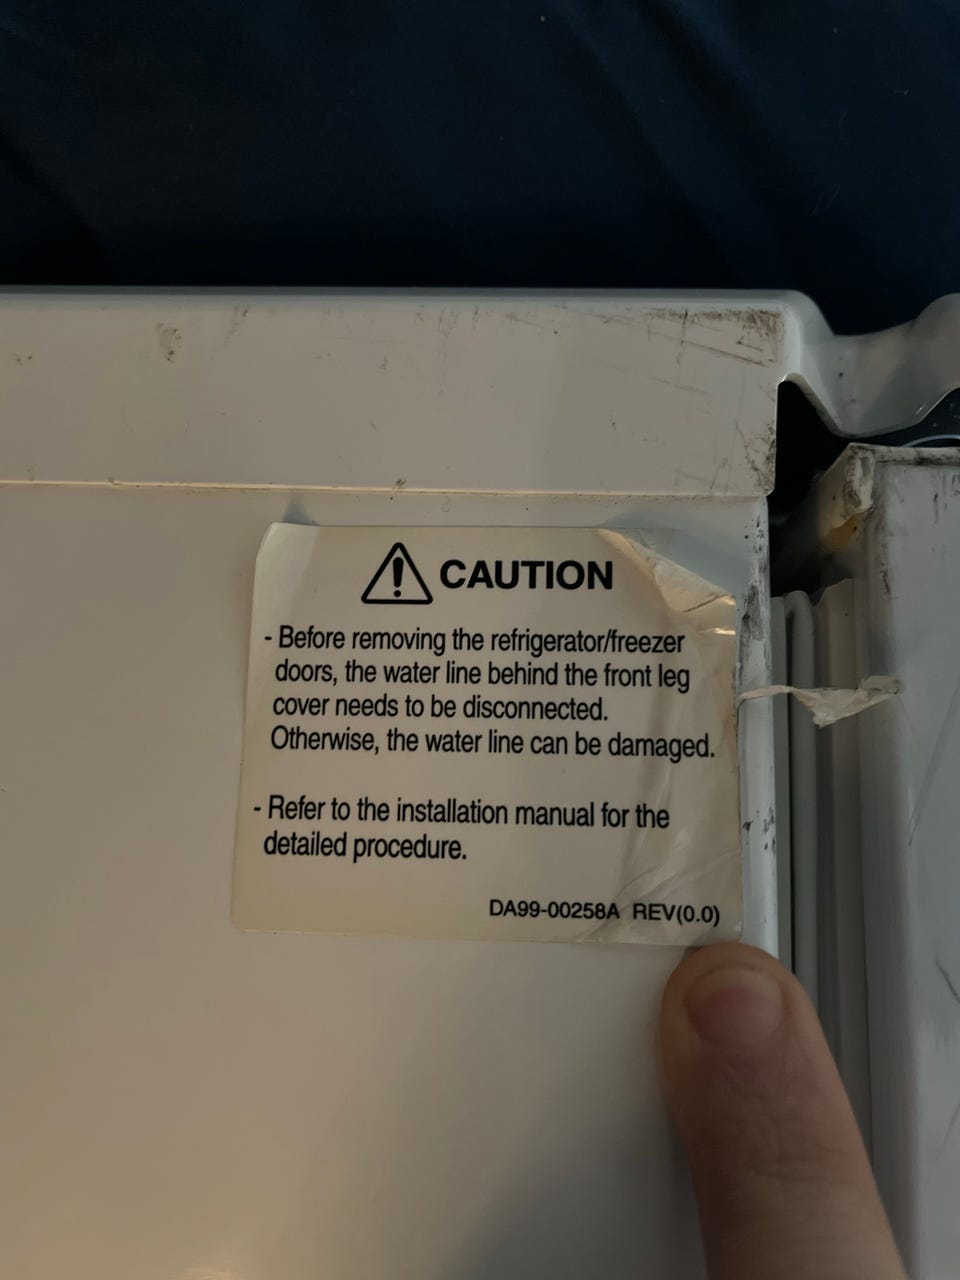 CAUTION
- Before removing the refrigerator/freezer
doors, the water line behind the front leg
cover needs to be disconnected.
Otherwise, the water line can be damaged.
- Refer to the installation manual for the
detailed procedure.
DA99-00258A REV(0.0)